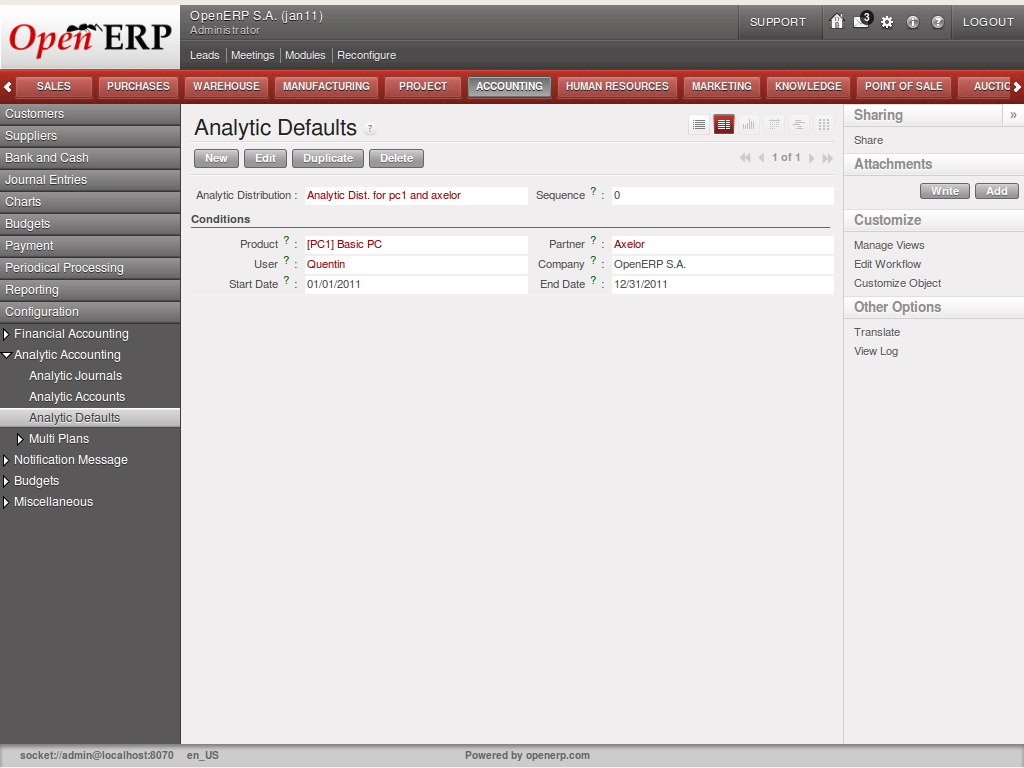 Open ERP
OpenERP S.A. (jan11)
Administrator
SUPPORT
3
LOGOUT
Leads Meetings Modules Reconfigure
SALES PURCHASES WAREHOUSE MANUFACTURING PROJECT ACCOUNTING HUMAN RESOURCES MARKETING KNOWLEDGE POINT OF SALE AUCTIO
Customers
Suppliers
Bank and Cash
Journal Entries
Charts
Budgets
Payment
Periodical Processing
Reporting
Configuration
Financial Accounting
Analytic Accounting
Analytic Journals
Analytic Accounts
Analytic Defaults
Multi Plans
Notification Message
Budgets
Miscellaneous
Analytic Defaults ?
New Edit Duplicate Delete
1 of 1
Analytic Distribution : Analytic Dist. for pc1 and axelor Sequence ? : 0
Conditions
Product ? : [PC1] Basic PC Partner ? : Axelor
User ? : Quentin Company ? : OpenERP S.A.
Start Date ? : 01/01/2011 End Date ? : 12/31/2011
Sharing »
Share
Attachments
Write Add
Customize
Manage Views
Edit Workflow
Customize Object
Other Options
Translate
View Log
socket://admin@localhost:8070 en_US Powered by openerp.com